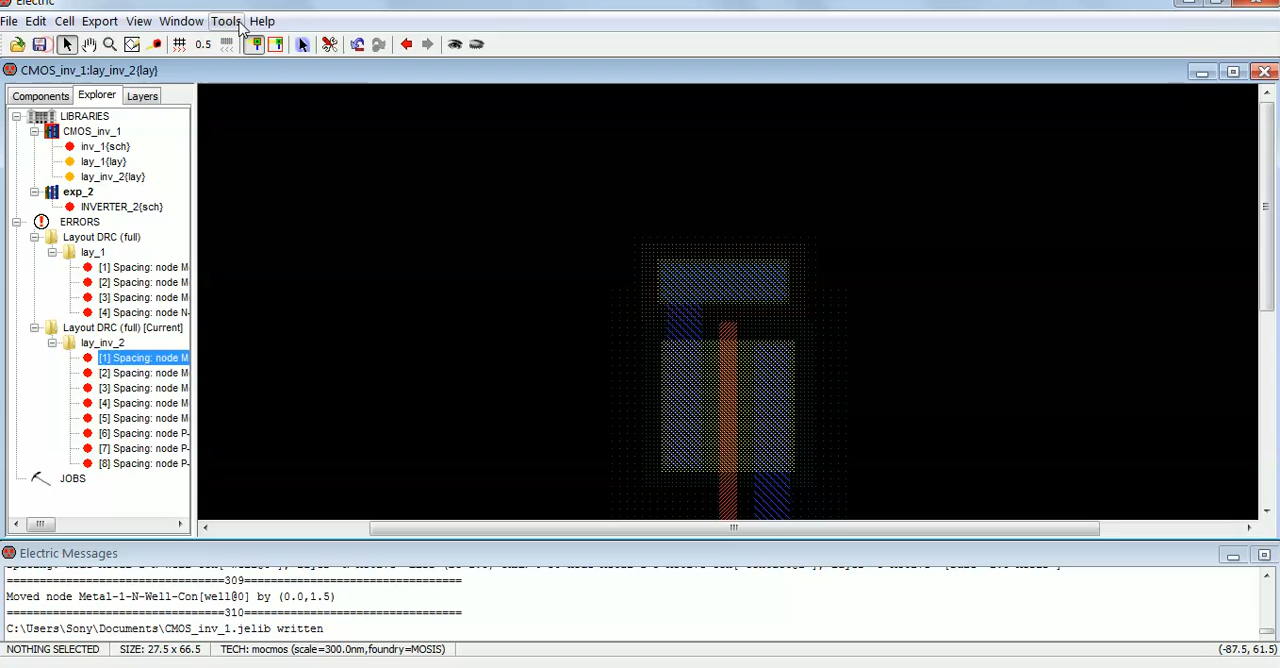 Electric
File Edit Cell Export View Window Tools Help
0.5
CMOS_inv_1:lay_inv_2{lay}
Components Explorer Layers
LIBRARIES
CMOS_inv_1
inv_1{sch}
lay_1{lay}
lay_inv_2{lay}
exp_2
INVERTER_2{sch}
ERRORS
Layout DRC (full)
lay_1
[1] Spacing: node M
[2] Spacing: node M
[3] Spacing: node M
[4] Spacing: node N-
Layout DRC (full) [Current]
lay_inv_2
[1] Spacing: node M
[2] Spacing: node M
[3] Spacing: node M
[4] Spacing: node M
[5] Spacing: node M
[6] Spacing: node P-
[7] Spacing: node P-
[8] Spacing: node P-
JOBS
Electric Messages
================================309================================
Moved node Metal-1-N-Well-Con[well@0] by (0.0,1.5)
================================310================================
C:\Users\Sony\Documents\CMOS_inv_1.jelib written
NOTHING SELECTED SIZE: 27.5 x 66.5 TECH: mocmos (scale=300.0nm,foundry=MOSIS) (-87.5, 61.5)